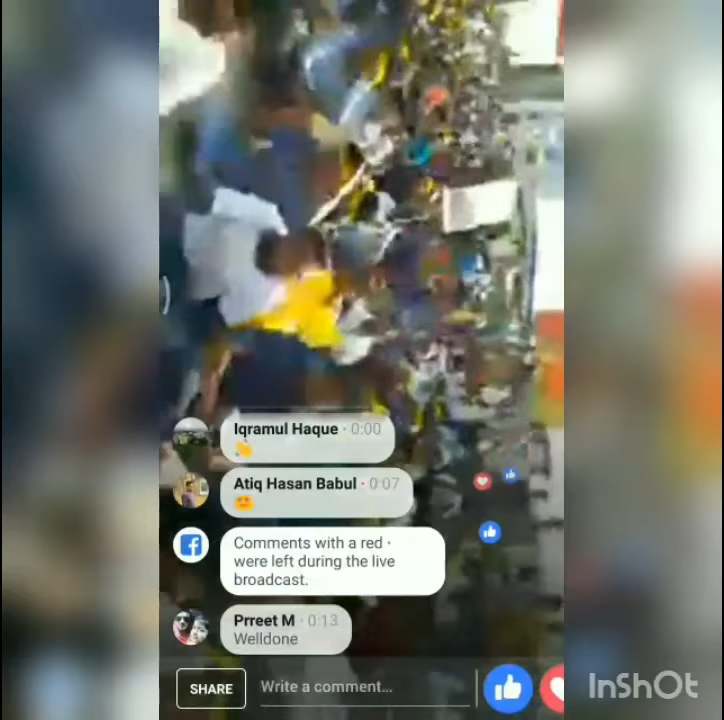 Iqramul Haque · 0:00
👏
Atiq Hasan Babul · 0:07
😍
Comments with a red ·
were left during the live
broadcast.
Prreet M · 0:13
Welldone
SHARE Write a comment...
InShOt